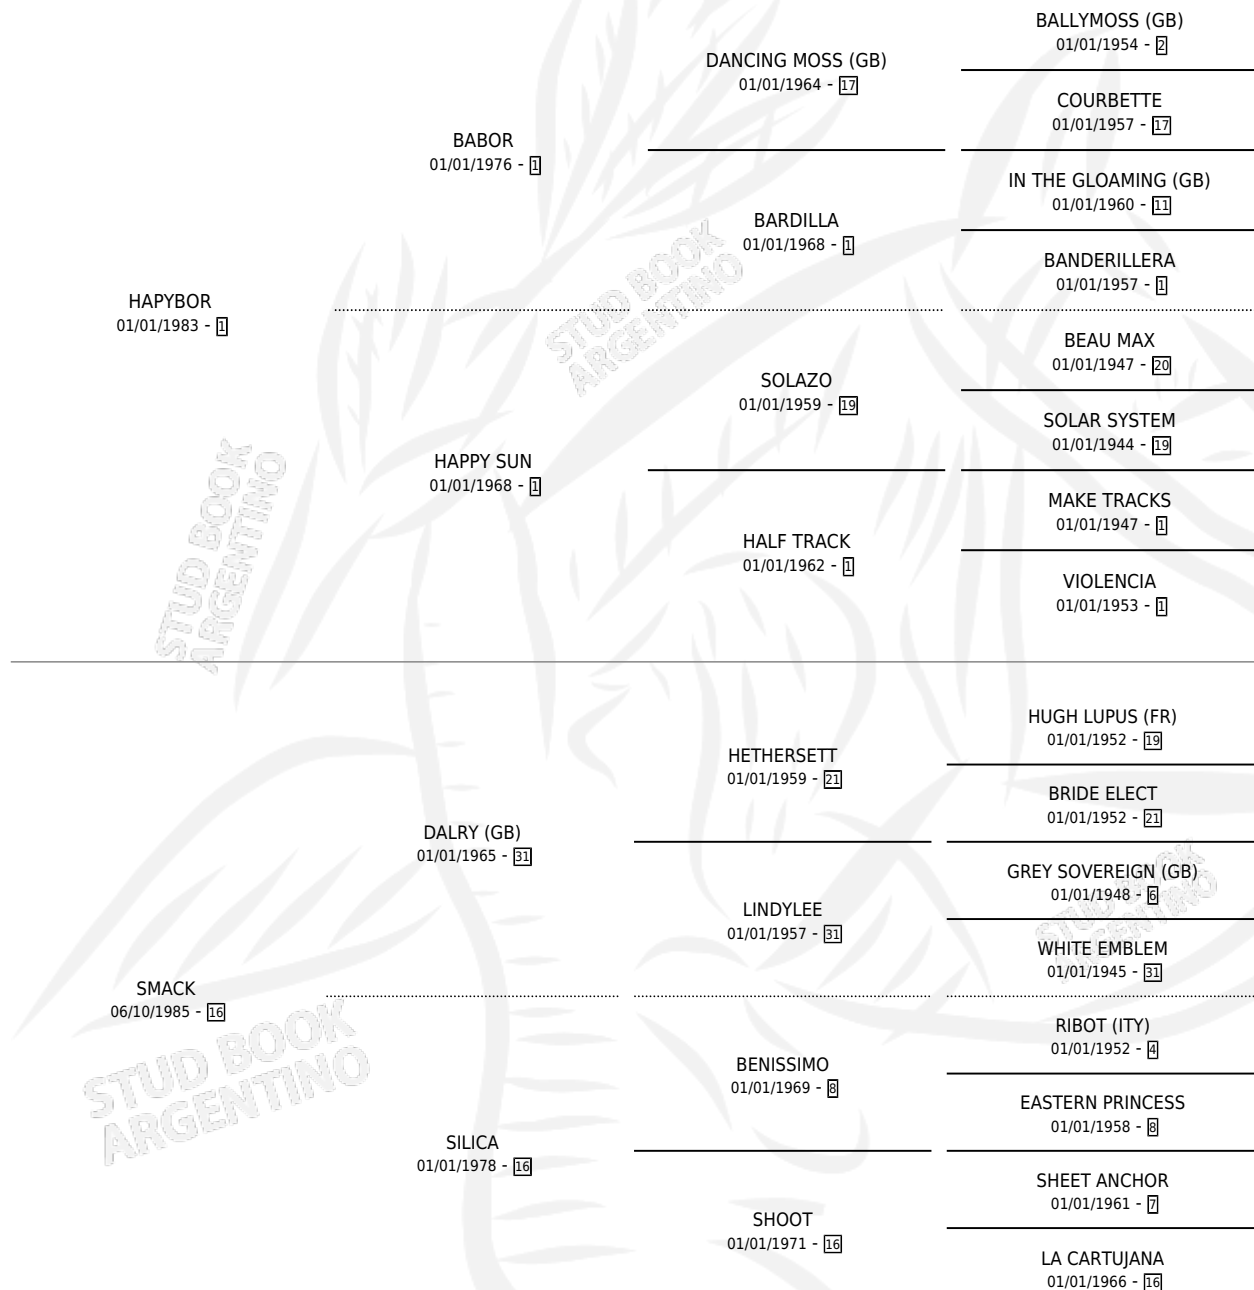 BALLYMOSS (GB)
01/01/1954 - 2
DANCING MOSS (GB)
01/01/1964 - 17
COURBETTE
01/01/1957 - 17
BABOR
01/01/1976 - 1
IN THE GLOAMING (GB)
01/01/1960 - 11
BARDILLA
01/01/1968 - 1
BANDERILLERA
01/01/1957 - 1
STUD BOOK
ARGENTINO
HAPYBOR
01/01/1983 - 1
BEAU MAX
01/01/1947 - 20
SOLAZO
01/01/1959 - 19
SOLAR SYSTEM
01/01/1944 - 19
HAPPY SUN
01/01/1968 - 1
MAKE TRACKS
01/01/1947 - 1
HALF TRACK
01/01/1962 - 1
VIOLENCIA
01/01/1953 - 1
STUD BOOK
ARGENTINO
HUGH LUPUS (FR)
01/01/1952 - 19
HETHERSETT
01/01/1959 - 21
BRIDE ELECT
01/01/1952 - 21
DALRY (GB)
01/01/1965 - 31
GREY SOVEREIGN (GB)
01/01/1948 - 6
LINDYLEE
01/01/1957 - 31
WHITE EMBLEM
01/01/1945 - 31
STUD BOOK
ARGENTINO
SMACK
06/10/1985 - 16
RIBOT (ITY)
01/01/1952 - 4
BENISSIMO
01/01/1969 - 8
EASTERN PRINCESS
01/01/1958 - 8
STUD BOOK
ARGENTINO
SILICA
01/01/1978 - 16
SHEET ANCHOR
01/01/1961 - 7
SHOOT
01/01/1971 - 16
LA CARTUJANA
01/01/1966 - 16